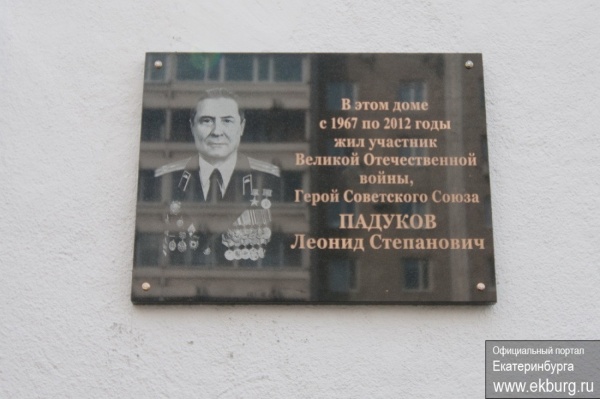 В этом доме
с 1967 по 2012 годы
жил участник
Великой Отечественной
войны,
Герой Советского Союза
ПАДУКОВ
Леонид Степанович
Официальный портал
Екатеринбурга
www.ekburg.ru